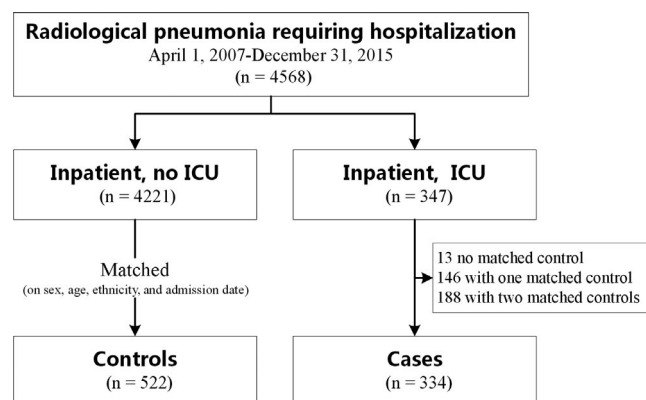 Radiological pneumonia requiring hospitalization
April 1, 2007-December 31, 2015
(n = 4568)
Inpatient, no ICU
(n = 4221)
Inpatient, ICU
(n = 347)
Matched
(on sex, age, ethnicity, and admission date)
13 no matched control
146 with one matched control
188 with two matched controls
Controls
(n = 522)
Cases
(n = 334)